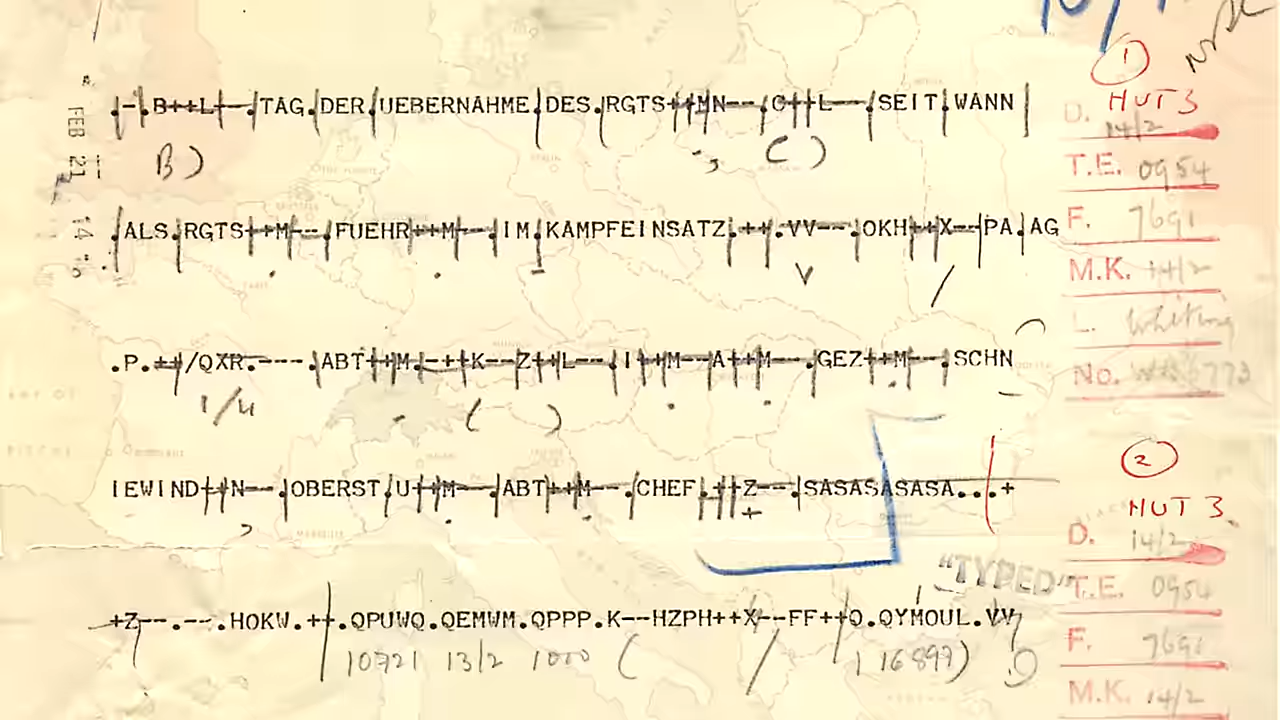 .-.B++L--.TAG.DER.UEBERNAHME.DES.RGTS++MN--.C++L--.SEIT.WANN
B) , ( )
.ALS.RGTS++M--.FUEHR++M--.IM.KAMPFEINSATZ.++.VV--.OKH++X--PA.AG
. . - V /
.P.++/QXR.----.ABT++M.-++K--Z++L--.I++M--A++M--.GEZ++M--.SCHN
1/4 - ( ) . . .
IEWIND++N--.OBERST.U++M--.ABT++M--.CHEF.++Z--.SASASASASA...+
, . . +
+Z--.--.HOKW.++.QPUWQ.QEMWM.QPPP.K--HZPH++X--FF++Q.QYMOUL.VV
10721 13/2 1000 ( / " 1 16897)
FEB 21
14
1
HUT 3
D. 14/2
T.E. 0954
F. 7691
M.K. 14/2
L. Whiting
No.
2
HUT 3
"TYPED"
D. 14/2
T.E. 0954
F. 7691
M.K. 14/2